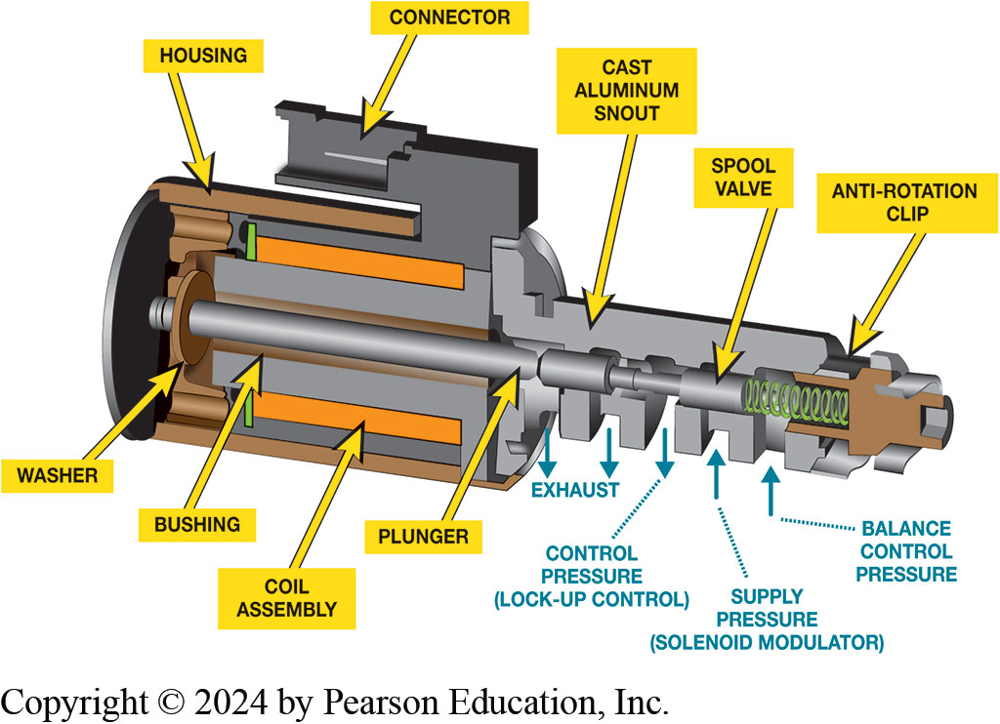 CONNECTOR
HOUSING
CAST
ALUMINUM
SNOUT
SPOOL
VALVE
ANTI-ROTATION
CLIP
WASHER
BUSHING
PLUNGER
COIL
ASSEMBLY
EXHAUST
CONTROL
PRESSURE
(LOCK-UP CONTROL)
SUPPLY
PRESSURE
(SOLENOID MODULATOR)
BALANCE
CONTROL
PRESSURE
Copyright © 2024 by Pearson Education, Inc.